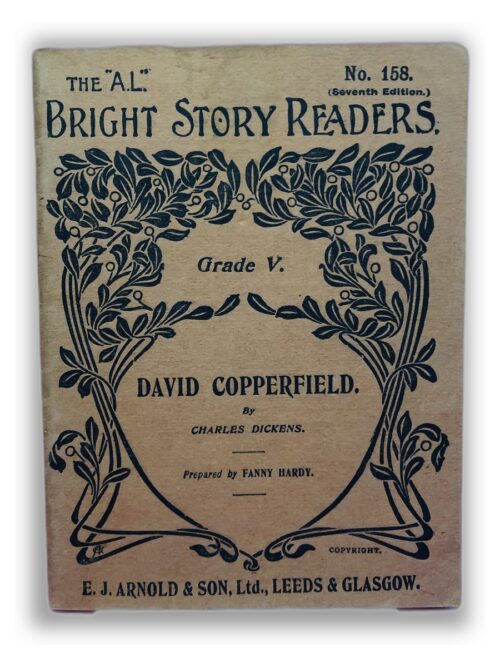 THE "A.L."
No. 158.
(Seventh Edition.)
BRIGHT STORY READERS.
Grade V.
DAVID COPPERFIELD.
By
CHARLES DICKENS.
Prepared by FANNY HARDY.
COPYRIGHT.
E. J. ARNOLD & SON, Ltd., LEEDS & GLASGOW.